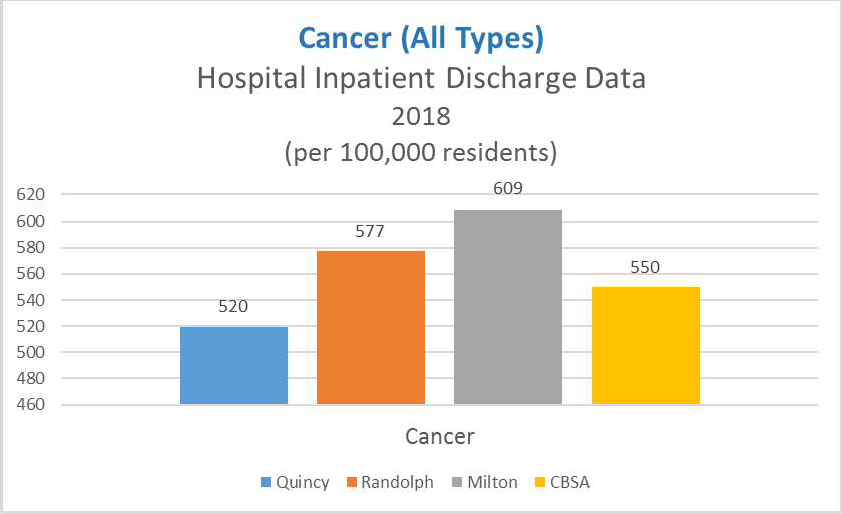 Cancer (All Types)
Hospital Inpatient Discharge Data
2018
(per 100,000 residents)
620
600
580
560
540
520
500
480
460
520
577
609
550
Cancer
Quincy Randolph Milton CBSA